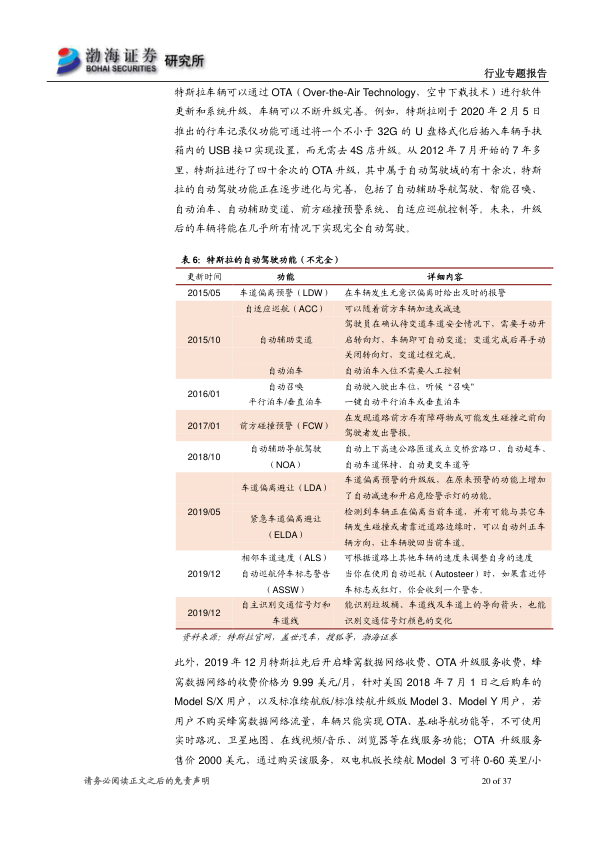 渤海证券 研究所
BOHAI SECURITIES
行业专题报告
特斯拉车辆可以通过 OTA（Over-the-Air Technology，空中下载技术）进行软件
更新和系统升级，车辆可以不断升级完善。例如，特斯拉刚于 2020 年 2 月 5 日
推出的行车记录仪功能可通过将一个不小于 32G 的 U 盘格式化后插入车辆手扶
箱内的 USB 接口实现设置，而无需去 4S 店升级。从 2012 年 7 月开始的 7 年多
里，特斯拉进行了四十余次的 OTA 升级，其中属于自动驾驶域的有十余次，特斯
拉的自动驾驶功能正在逐步进化与完善，包括了自动辅助导航驾驶、智能召唤、
自动泊车、自动辅助变道、前方碰撞预警系统、自适应巡航控制等。未来，升级
后的车辆将能在几乎所有情况下实现完全自动驾驶。
表 6：特斯拉的自动驾驶功能（不完全）
更新时间 功能 详细内容
2015/05 车道偏离预警（LDW） 在车辆发生无意识偏离时给出及时的报警
自适应巡航（ACC） 可以随着前方车辆加速或减速
驾驶员在确认待变道车道安全情况下，需要手动开
2015/10 自动辅助变道 启转向灯，车辆即可自动变道；变道完成后再手动
关闭转向灯，变道过程完成。
自动泊车 自动泊车入位不需要人工控制
2016/01 自动召唤 自动驶入驶出车位，听候“召唤”
平行泊车/垂直泊车 一键自动平行泊车或垂直泊车
2017/01 前方碰撞预警（FCW） 在发现道路前方存有障碍物或可能发生碰撞之前向
驾驶者发出警报。
2018/10 自动辅助导航驾驶 自动上下高速公路匝道或立交桥岔路口，自动超车、
（NOA） 自动车道保持、自动更变车道等
车道偏离避让（LDA） 车道偏离预警的升级版，在原来预警的功能上增加
了自动减速和开启危险警示灯的功能。
2019/05 紧急车道偏离避让 检测到车辆正在偏离当前车道，并有可能与其它车
（ELDA） 辆发生碰撞或者靠近道路边缘时，可以自动纠正车
辆方向，让车辆驶回当前车道。
相邻车道速度（ALS） 可根据道路上其他车辆的速度来调整自身的速度
2019/12 自动巡航停车标志警告 当你在使用自动巡航（Autosteer）时，如果靠近停
（ASSW） 车标志或红灯，你会收到一个警告。
2019/12 自主识别交通信号灯和 能识别垃圾桶、车道线及车道上的导向箭头，也能
车道线 识别交通信号灯颜色的变化
资料来源：特斯拉官网，盖世汽车，搜狐等，渤海证券
此外，2019 年 12 月特斯拉先后开启蜂窝数据网络收费、OTA 升级服务收费，蜂
窝数据网络的收费价格为 9.99 美元/月，针对美国 2018 年 7 月 1 日之后购车的
Model S/X 用户，以及标准续航版/标准续航升级版 Model 3、Model Y 用户，若
用户不购买蜂窝数据网络流量，车辆只能实现 OTA、基础导航功能等，不可使用
实时路况、卫星地图、在线视频/音乐、浏览器等在线服务功能；OTA 升级服务
售价 2000 美元，通过购买该服务，双电机版长续航 Model 3 可将 0-60 英里/小
请务必阅读正文之后的免责声明
20 of 37